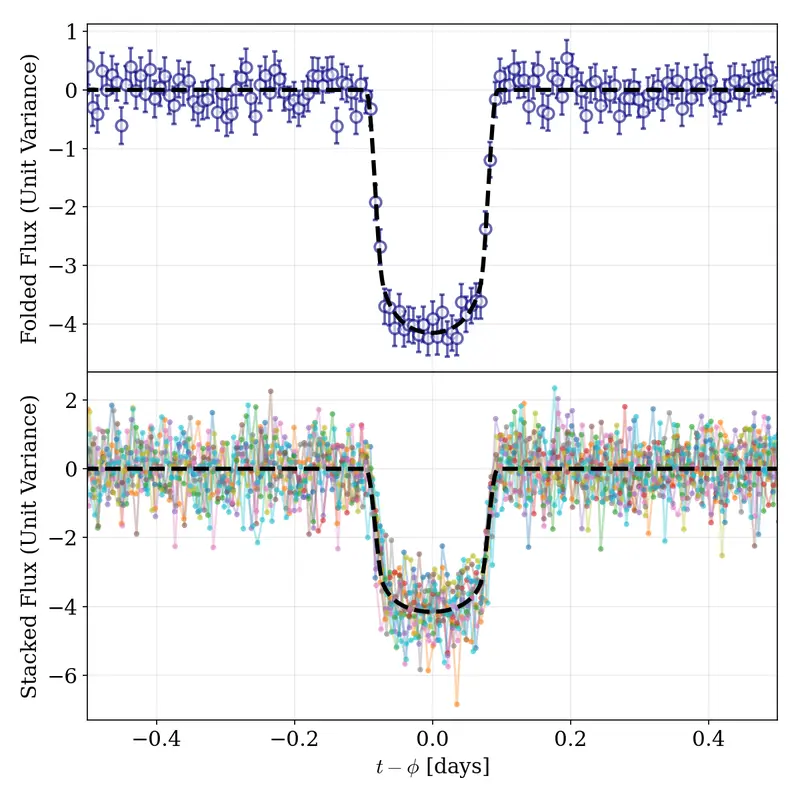 1
0
−1
−2
−3
−4
Folded Flux (Unit Variance)
2
0
−2
−4
−6
Stacked Flux (Unit Variance)
−0.4 −0.2 0.0 0.2 0.4
t − ϕ [days]